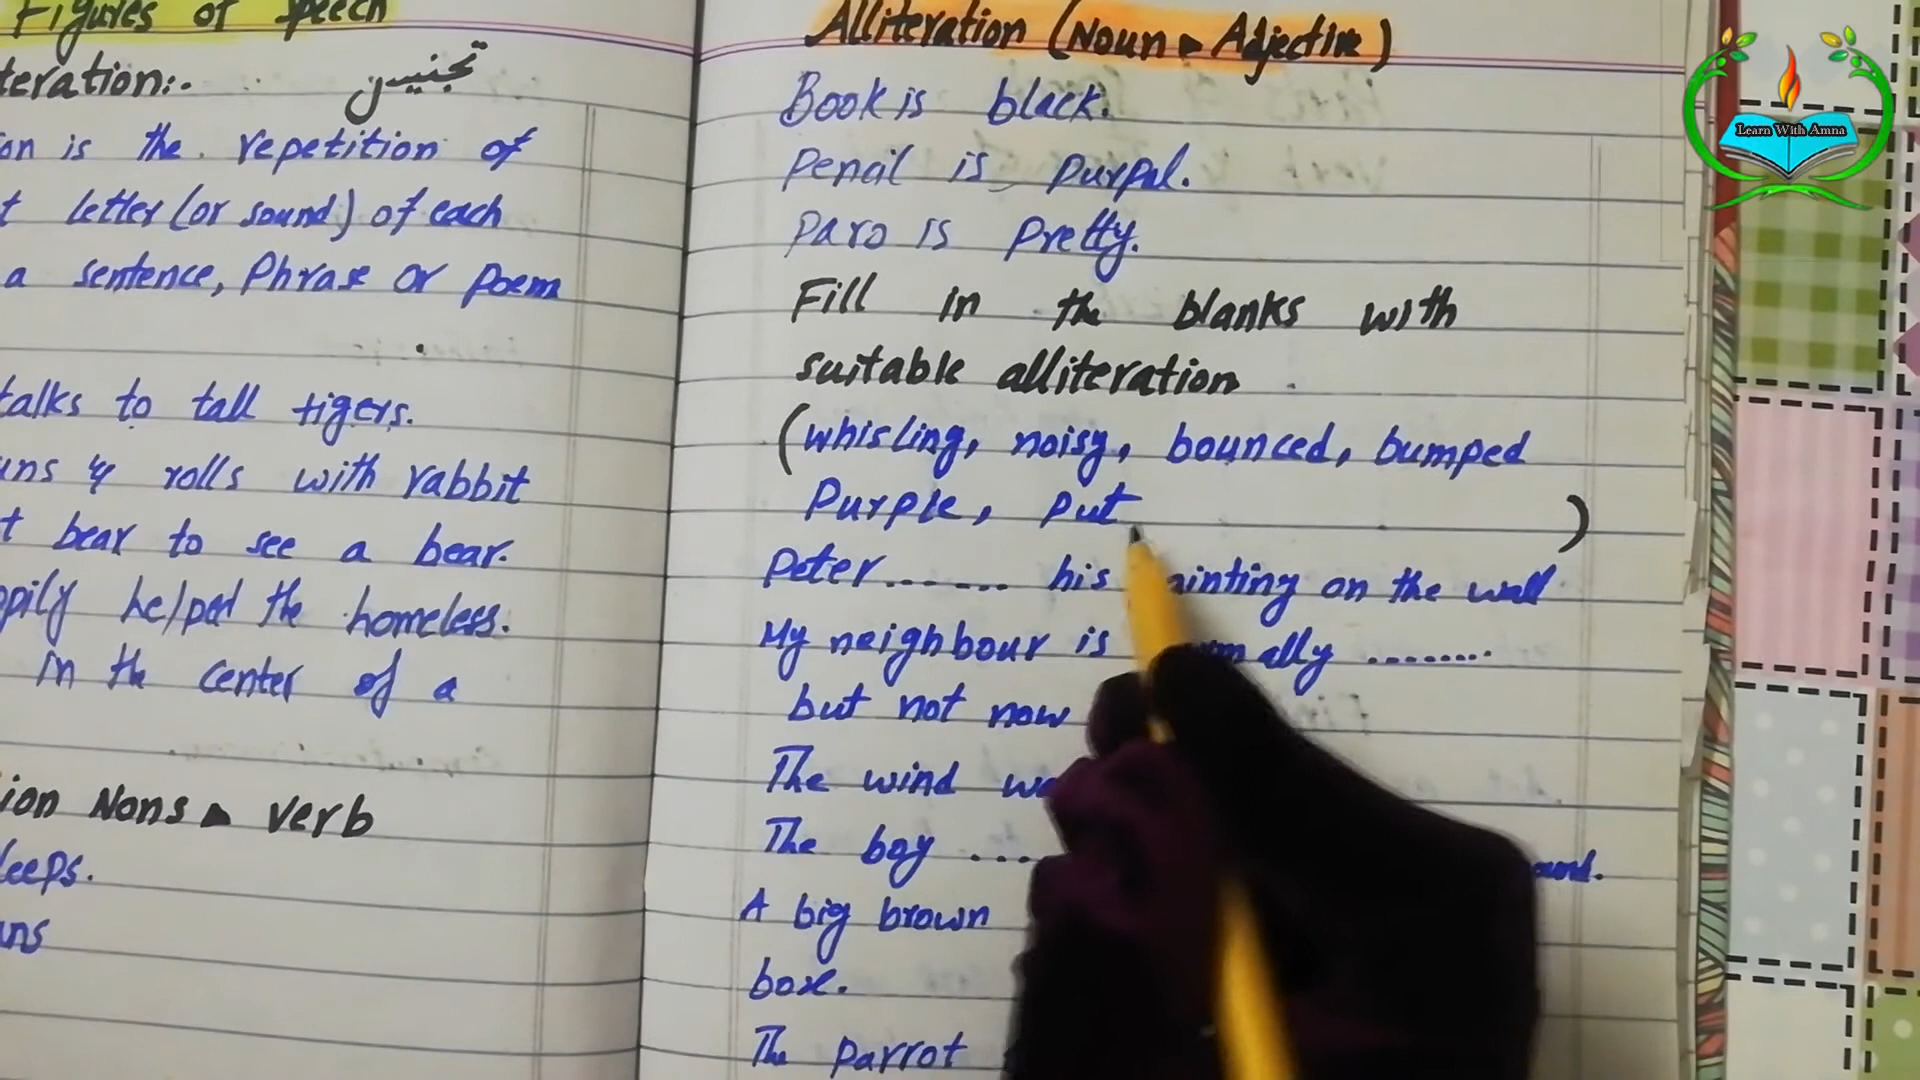 Figures of speech
teration:.
تجنیس
on is the repetition of
t letter (or sound) of each
a sentence, Phrase or poem
talks to tall tigers.
uns & rolls with rabbit
t bear to see a bear.
ppily helped the homeless.
in the center of a
ion Nons verb
leeps.
uns
Alliteration (Noun Adjective)
Book is black.
Pencil is purpal.
Paro is Pretty.
Fill in the blanks with
suitable alliteration
(whisling, noisy, bounced, bumped
Purple, Put )
Peter...... his ainting on the wall
My neighbour is mally ........
but not now
The wind
The boy ....
A big brown
box.
The parrot
Learn With Amna